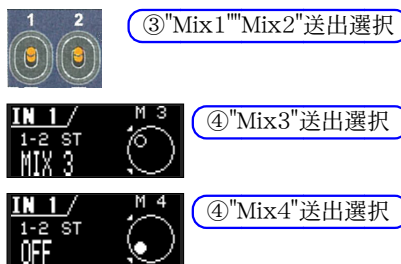 1 2
③"Mix1""Mix2"送出選択
IN 1/ M 3
1-2 ST
MIX 3
④"Mix3"送出選択
IN 1/ M 4
1-2 ST
OFF
④"Mix4"送出選択